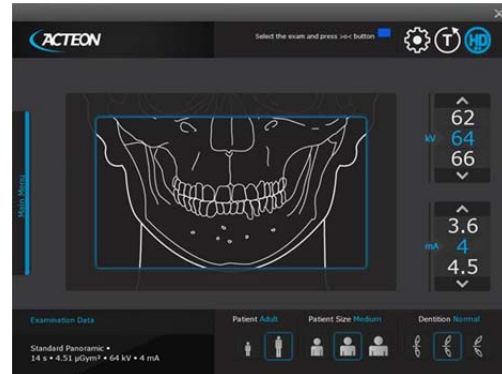 ACTEON
Select the exam and press >o< button
T
HD
Main Menu
62
kV 64
66
3.6
mA 4
4.5
Examination Data
Standard Panoramic •
14 s • 4.51 µGym² • 64 kV • 4 mA
Patient Adult
Patient Size Medium
Dentition Normal